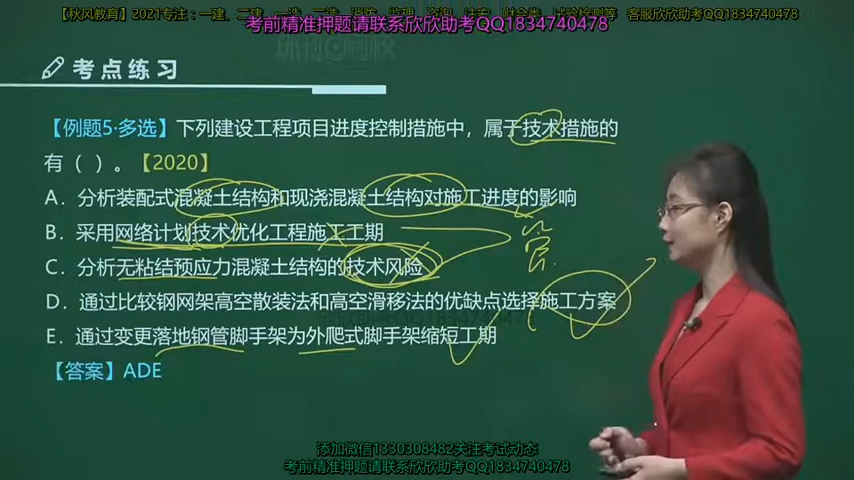 【秋风教育】2021专注:一建、二建、一造、二造、消防、监理、咨询、注安、财会类、试验检测等 客服欣欣助考QQ1834740478
考前精准押题请联系欣欣助考QQ1834740478
考点练习
【例题5·多选】下列建设工程项目进度控制措施中，属于技术措施的
有（ ）。【2020】
A．分析装配式混凝土结构和现浇混凝土结构对施工进度的影响
B．采用网络计划技术优化工程施工工期
C．分析无粘结预应力混凝土结构的技术风险
D．通过比较钢网架高空散装法和高空滑移法的优缺点选择施工方案
E．通过变更落地钢管脚手架为外爬式脚手架缩短工期
【答案】ADE
添加微信1330308482关注考试动态
考前精准押题请联系欣欣助考QQ1834740478